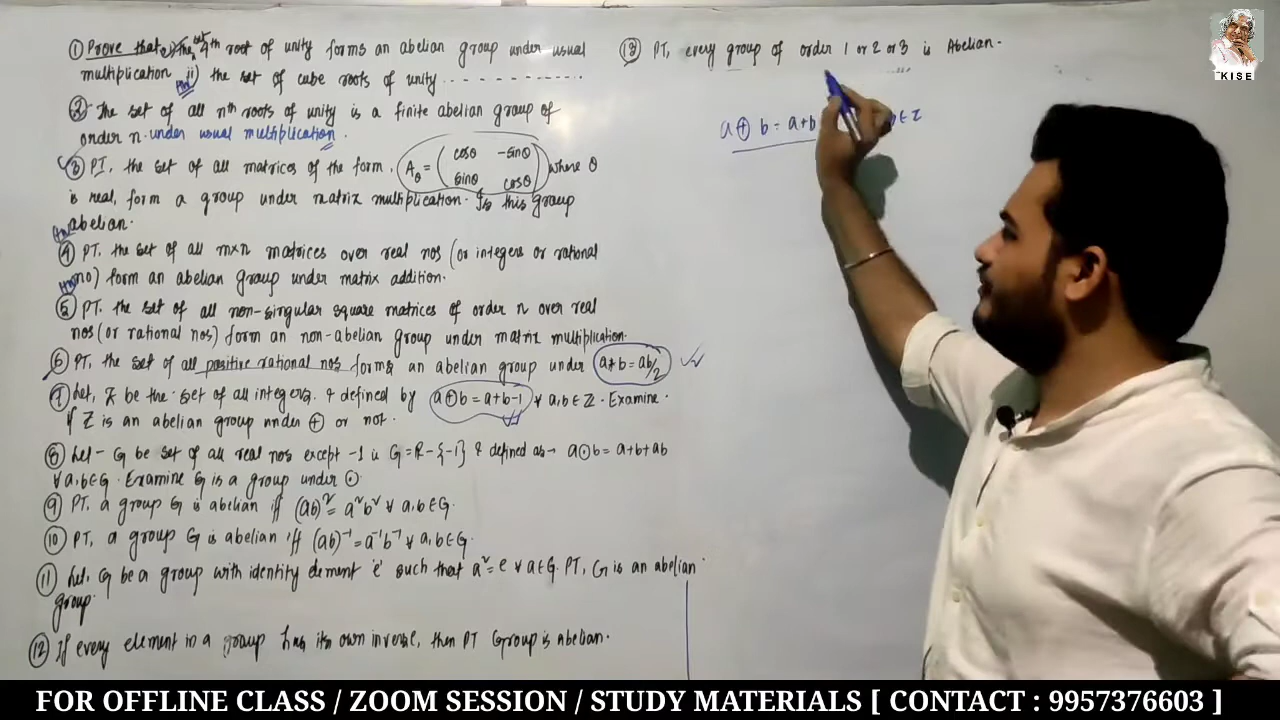 ① Prove that i) the set 4th root of unity forms an abelian group under usual
multiplication ii) the set of cube roots of unity - - - - - - - - - -
② The set of all nth roots of unity is a finite abelian group of
order n. under usual multiplication.
③ PT, the set of all matrices of the form, Aθ = (cosθ -sinθ
sinθ cosθ) where θ
is real, form a group under matrix multiplication. Is this group
abelian.
④ PT, the set of all m×n matrices over real nos (or integers or rational
no) form an abelian group under matrix addition.
⑤ PT, the set of all non-singular square matrices of order n over real
nos (or rational nos) form an non-abelian group under matrix multiplication.
⑥ PT, the set of all positive rational nos forms an abelian group under a*b = ab/2
⑦ Let, Z be the set of all integers & defined by a⊕b = a+b-1 ∀ a,b∈Z. Examine
if Z is an abelian group under ⊕ or not.
⑧ Let G be set of all real nos except -1 ie G=R-{-1} & defined as→ a⊙b = a+b+ab
∀ a,b∈G. Examine G is a group under ⊙.
⑨ PT, a group G is abelian iff (ab)² = a²b² ∀ a,b∈G.
⑩ PT, a group G is abelian iff (ab)⁻¹ = a⁻¹b⁻¹ ∀ a,b∈G.
⑪ Let, G be a group with identity element 'e' such that a² = e ∀ a∈G. PT, G is an abelian
group.
⑫ If every element in a group has its own inverse, then PT Group is Abelian.
⑬ PT, every group of order 1 or 2 or 3 is Abelian.
a ⊕ b = a+b b∈Z
KISE
FOR OFFLINE CLASS / ZOOM SESSION / STUDY MATERIALS [ CONTACT : 9957376603 ]